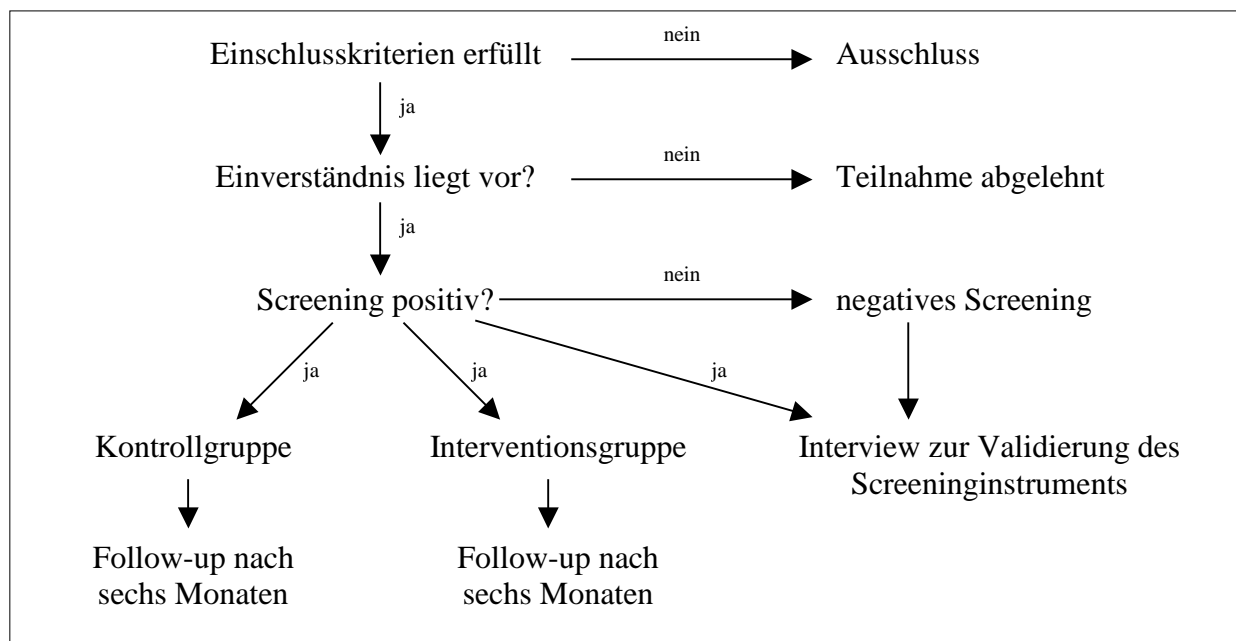 Einschlusskriterien erfüllt
nein
Ausschluss
ja
Einverständnis liegt vor?
nein
Teilnahme abgelehnt
ja
Screening positiv?
nein
negatives Screening
ja
ja
ja
Kontrollgruppe
Interventionsgruppe
Interview zur Validierung des
Screeninginstruments
Follow-up nach
sechs Monaten
Follow-up nach
sechs Monaten